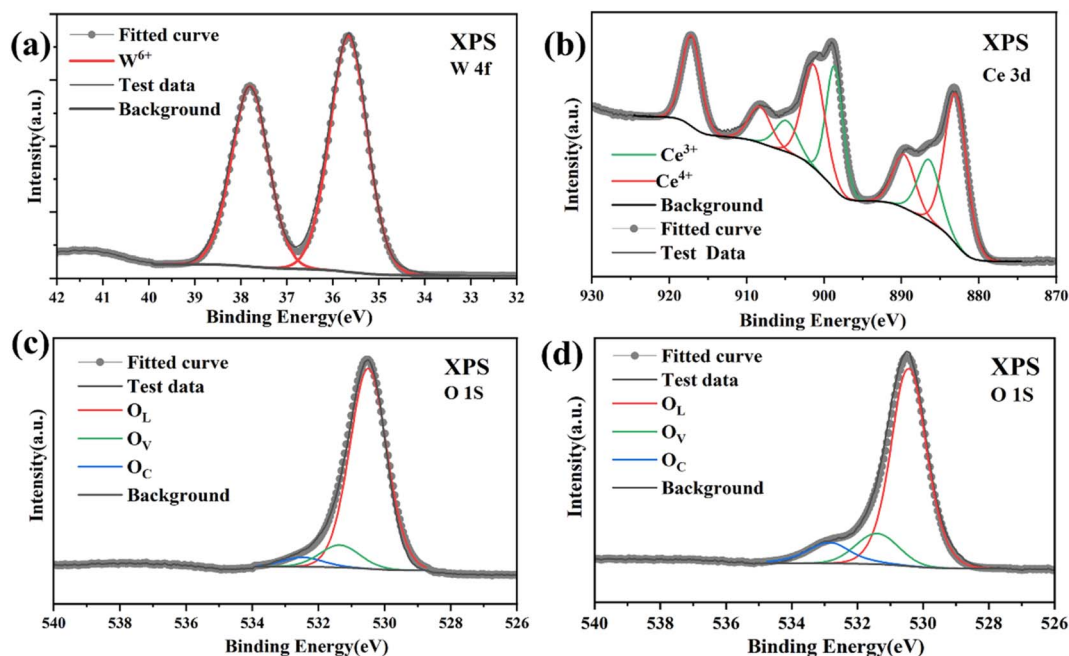 (a)
Fitted curve
W6+
Test data
Background
XPS
W 4f
Intensity(a.u.)
42 41 40 39 38 37 36 35 34 33 32
Binding Energy(eV)
(b)
XPS
Ce 3d
Ce3+
Ce4+
Background
Fitted curve
Test Data
Intensity(a.u.)
930 920 910 900 890 880 870
Binding Energy(eV)
(c)
Fitted curve
Test data
OL
OV
OC
Background
XPS
O 1S
Intensity(a.u.)
540 538 536 534 532 530 528 526
Binding Energy(eV)
(d)
Fitted curve
Test data
OL
OV
OC
Background
XPS
O 1S
Intensity(a.u.)
540 538 536 534 532 530 528 526
Binding Energy(eV)